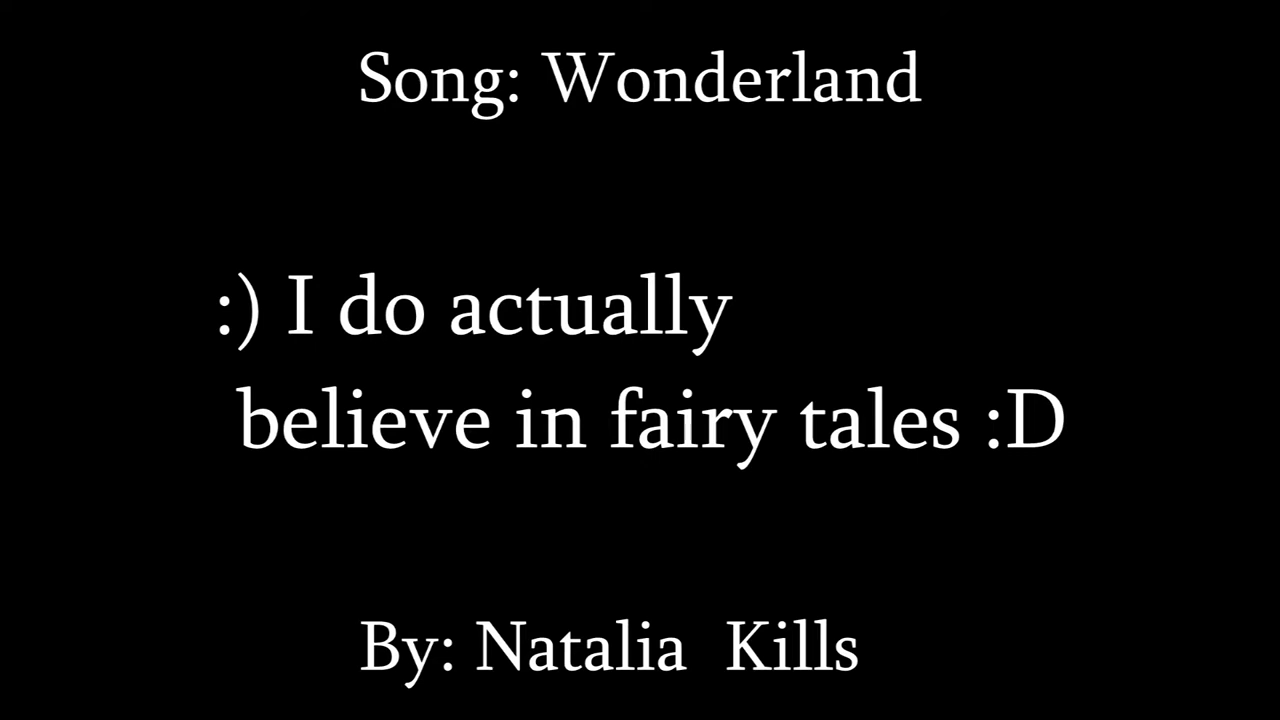 Song: Wonderland
:) I do actually
believe in fairy tales :D
By: Natalia Kills